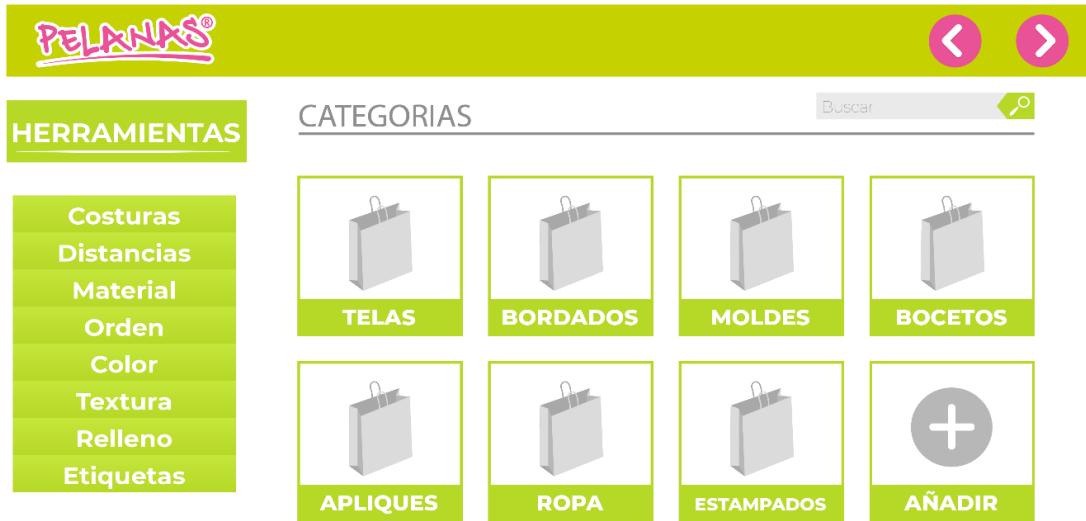 PELANAS®
HERRAMIENTAS
Costuras
Distancias
Material
Orden
Color
Textura
Relleno
Etiquetas
CATEGORIAS
Buscar
TELAS
BORDADOS
MOLDES
BOCETOS
APLIQUES
ROPA
ESTAMPADOS
AÑADIR